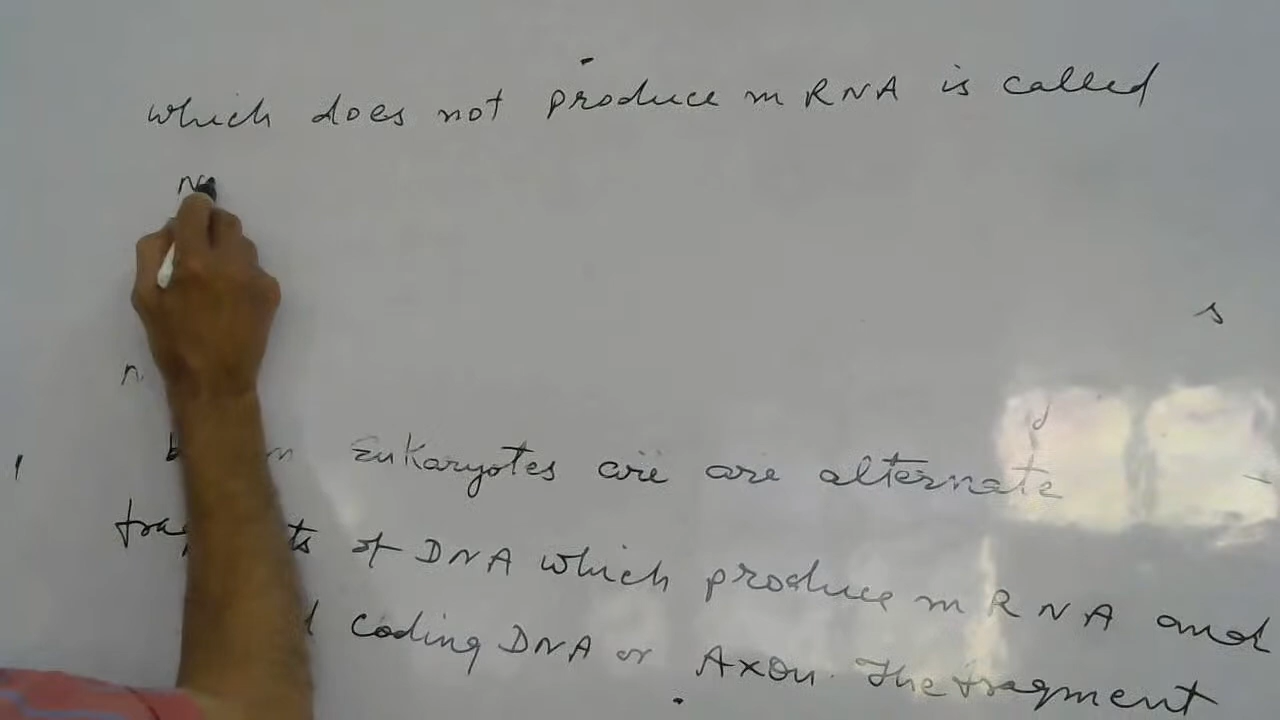 which does not produce mRNA is called
s
Eukaryotes are are alternate
of DNA which produce mRNA and
coding DNA or Axon. The fragment